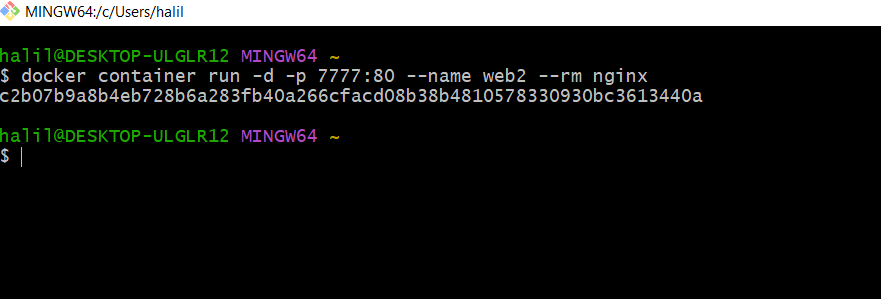 MINGW64:/c/Users/halil
halil@DESKTOP-ULGLR12 MINGW64 ~
$ docker container run -d -p 7777:80 --name web2 --rm nginx
c2b07b9a8b4eb728b6a283fb40a266cfacd08b38b4810578330930bc3613440a
halil@DESKTOP-ULGLR12 MINGW64 ~
$